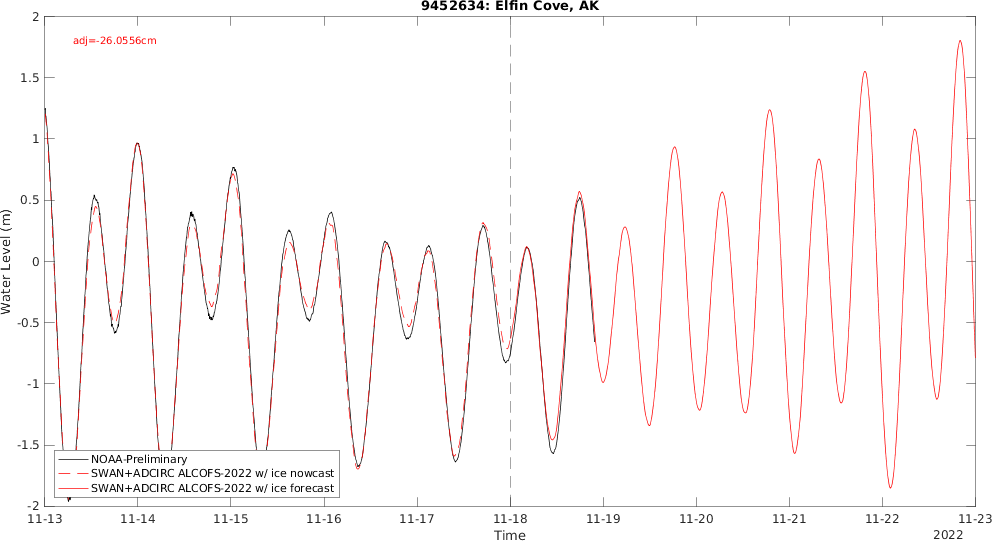 9452634: Elfin Cove, AK
adj=-26.0556cm
Water Level (m)
2
1.5
1
0.5
0
-0.5
-1
-1.5
-2
NOAA-Preliminary
SWAN+ADCIRC ALCOFS-2022 w/ ice nowcast
SWAN+ADCIRC ALCOFS-2022 w/ ice forecast
11-13 11-14 11-15 11-16 11-17 11-18 11-19 11-20 11-21 11-22 11-23
Time
2022